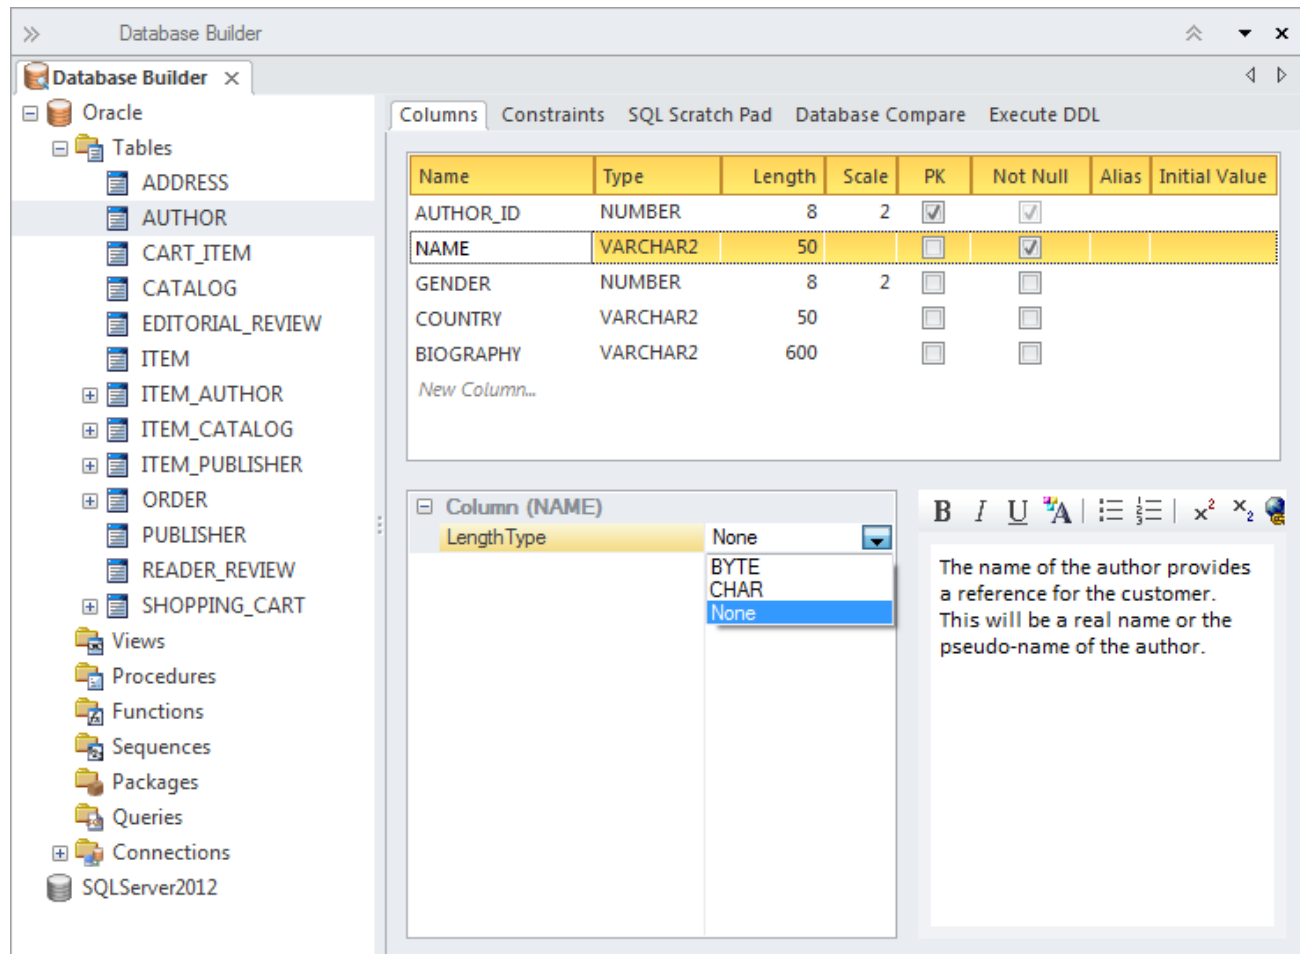 Database Builder
Database Builder
Oracle
Tables
ADDRESS
AUTHOR
CART_ITEM
CATALOG
EDITORIAL_REVIEW
ITEM
ITEM_AUTHOR
ITEM_CATALOG
ITEM_PUBLISHER
ORDER
PUBLISHER
READER_REVIEW
SHOPPING_CART
Views
Procedures
Functions
Sequences
Packages
Queries
Connections
SQLServer2012
Columns Constraints SQL Scratch Pad Database Compare Execute DDL
Name Type Length Scale PK Not Null Alias Initial Value
AUTHOR_ID NUMBER 8 2
NAME VARCHAR2 50
GENDER NUMBER 8 2
COUNTRY VARCHAR2 50
BIOGRAPHY VARCHAR2 600
New Column...
Column (NAME)
LengthType None
BYTE
CHAR
None
B I U A x² x₂
The name of the author provides
a reference for the customer.
This will be a real name or the
pseudo-name of the author.